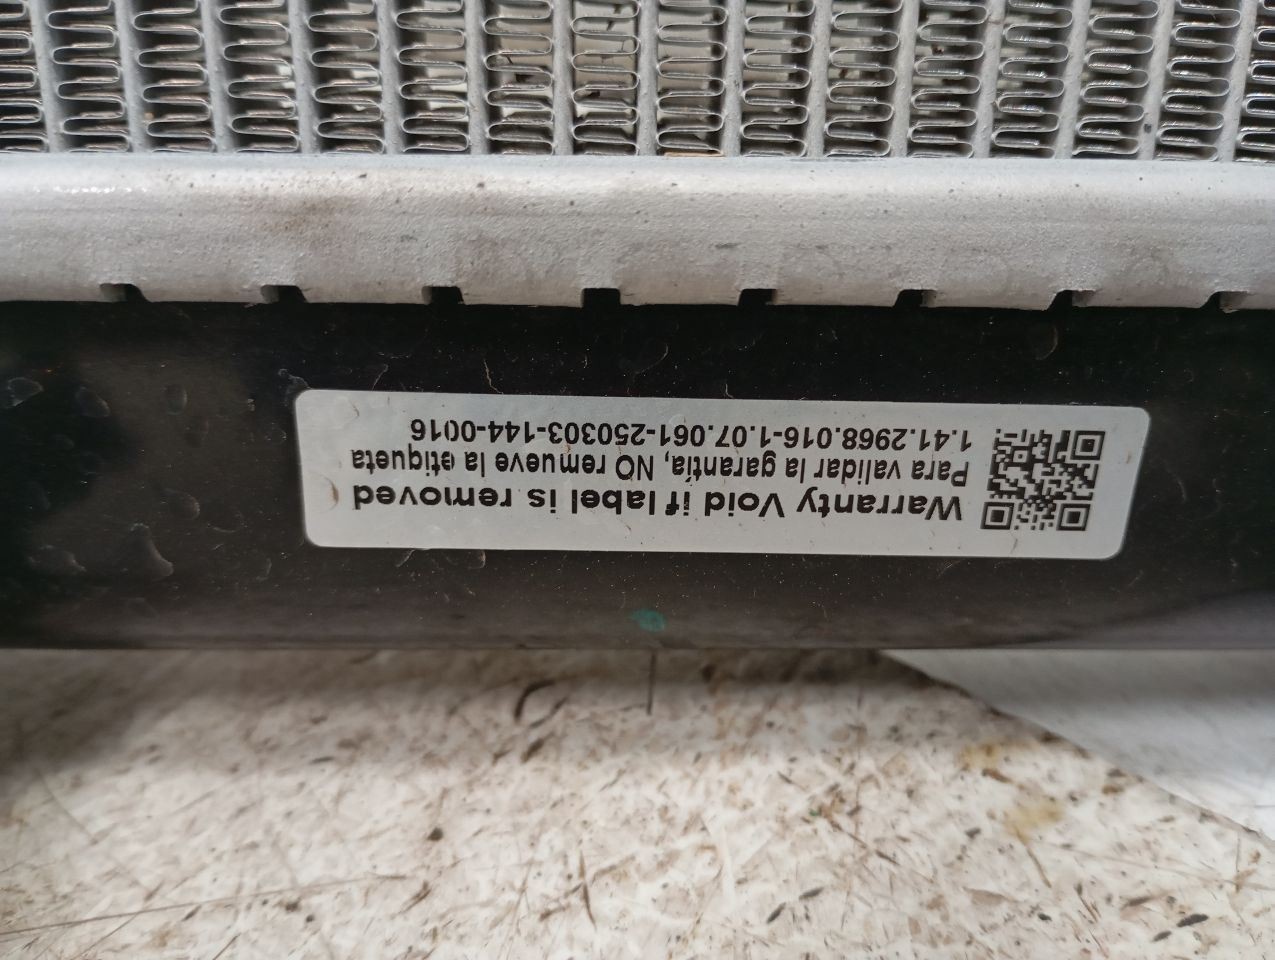 Warranty Void if label is removed
Para validar la garantía, NO remueve la etiqueta
1.41.2968.016-1.07.061-250303-144-0016